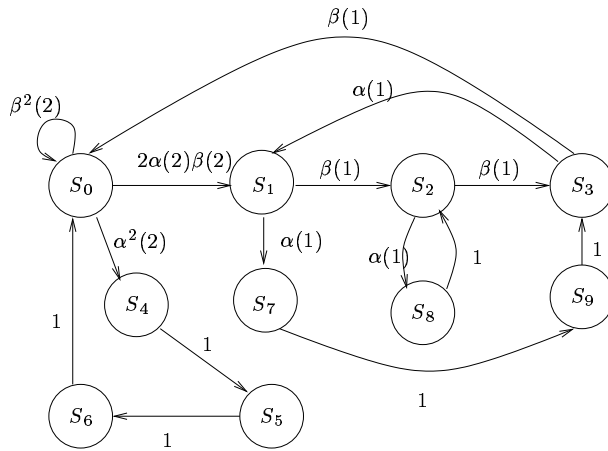 β(1)
α(1)
β²(2)
2α(2)β(2)
β(1)
β(1)
S₀
S₁
S₂
S₃
α²(2)
α(1)
α(1)
1
1
S₄
S₇
S₈
S₉
1
1
1
S₆
S₅
1